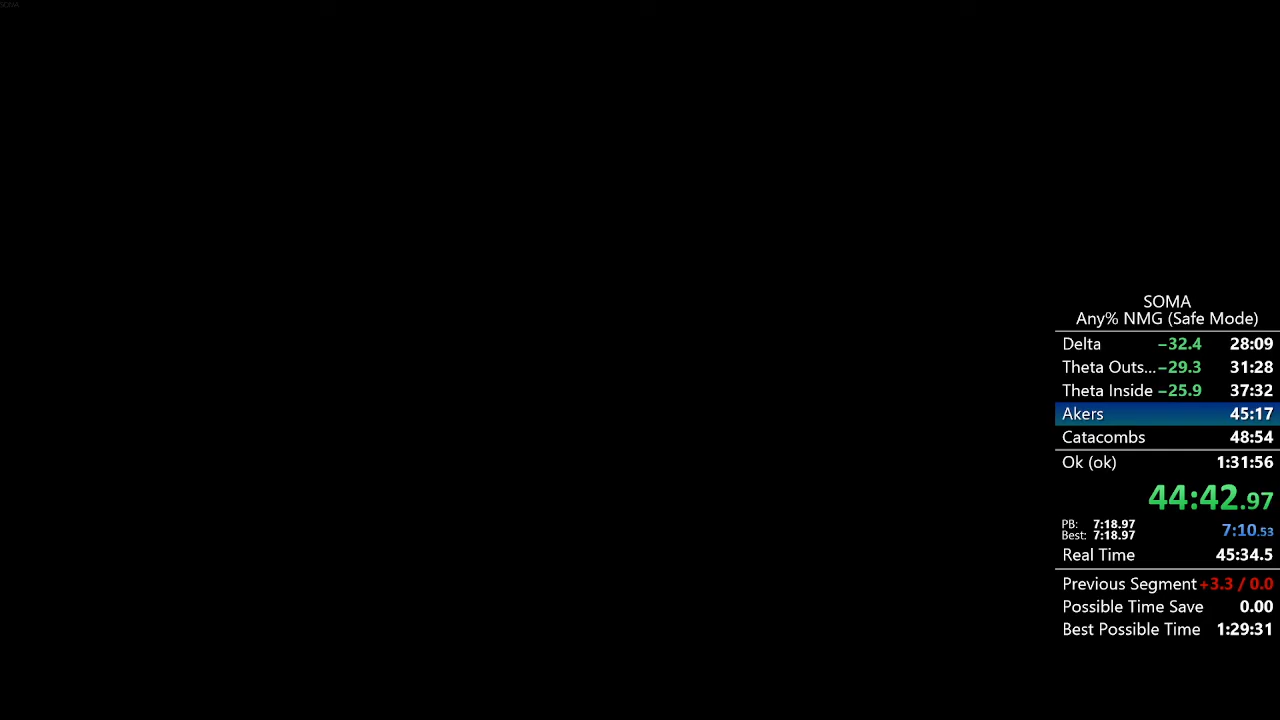 SOMA
Any% NMG (Safe Mode)
Delta −32.4 28:09
Theta Outs... −29.3 31:28
Theta Inside −25.9 37:32
Akers 45:17
Catacombs 48:54
Ok (ok) 1:31:56
44:42.97
PB: 7:18.97
Best: 7:18.97
7:10.53
Real Time 45:34.5
Previous Segment +3.3 / 0.0
Possible Time Save 0.00
Best Possible Time 1:29:31